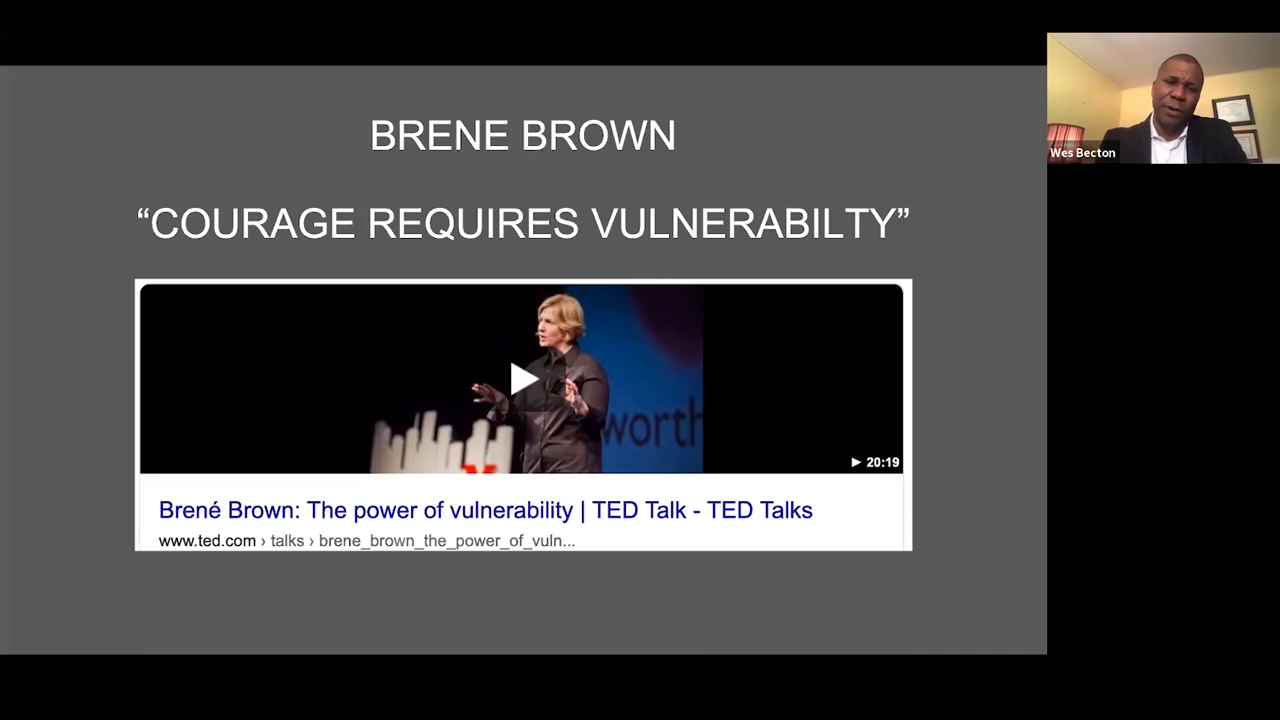 BRENE BROWN
“COURAGE REQUIRES VULNERABILTY”
worth
20:19
Brené Brown: The power of vulnerability | TED Talk - TED Talks
www.ted.com › talks › brene_brown_the_power_of_vuln...
Wes Becton